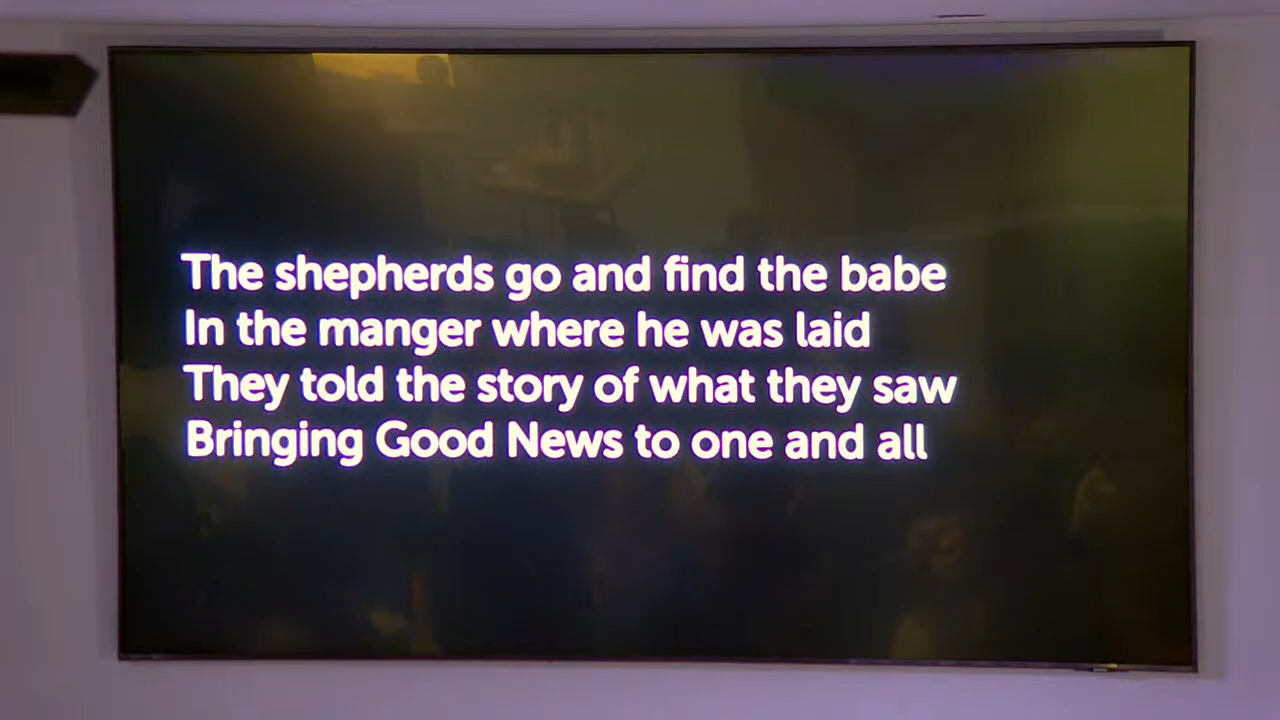 The shepherds go and find the babe
In the manger where he was laid
They told the story of what they saw
Bringing Good News to one and all